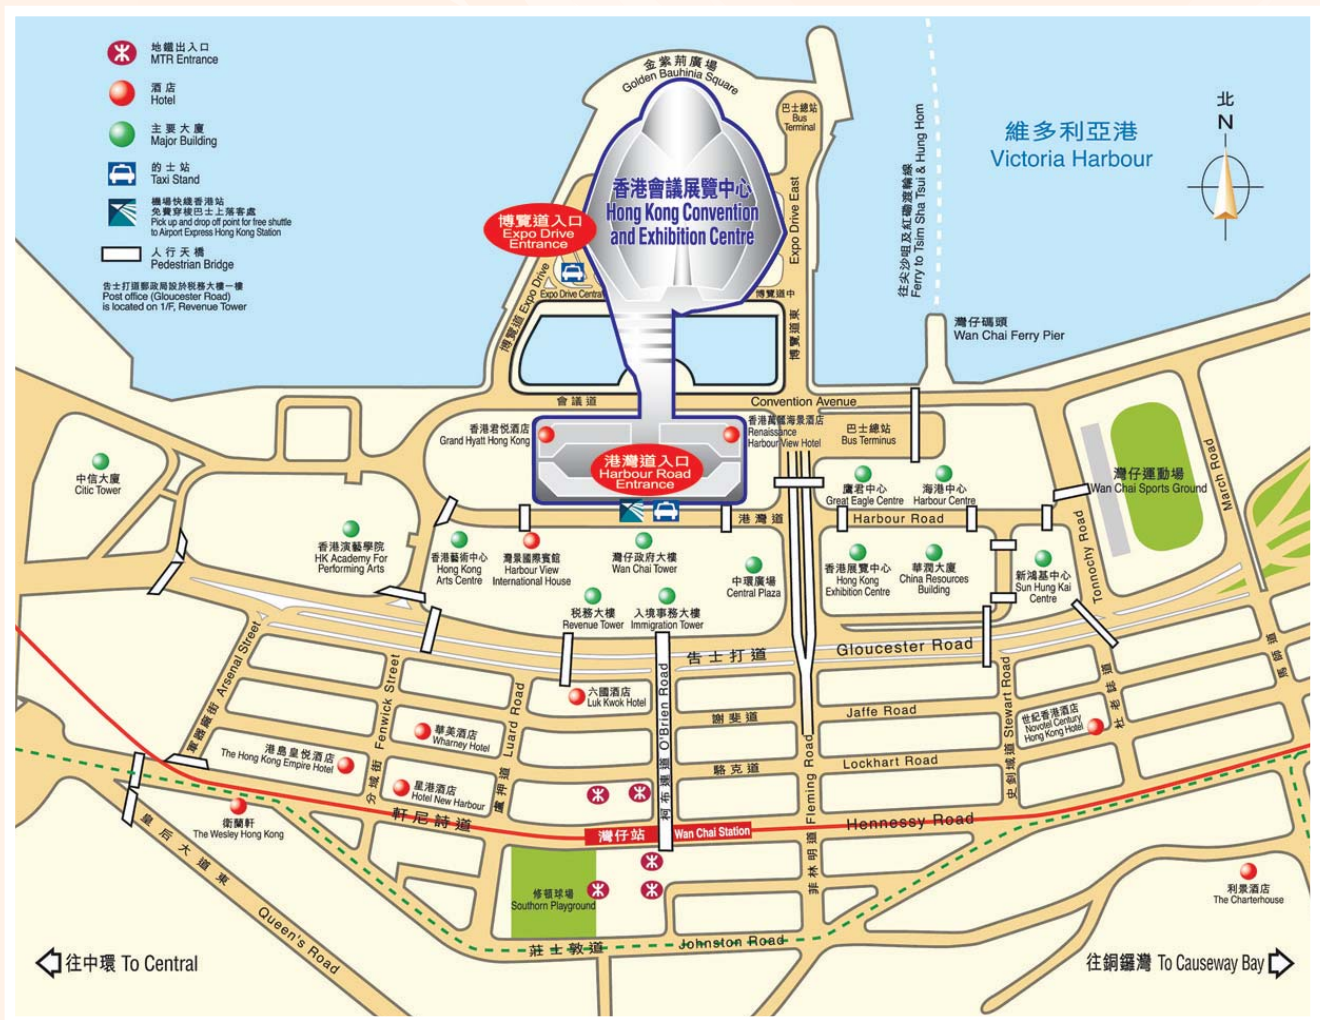 地鐵出入口
MTR Entrance
酒店
Hotel
主要大廈
Major Building
的士站
Taxi Stand
機場快綫香港站
免費穿梭巴士上落客處
Pick up and drop off point for free shuttle
to Airport Express Hong Kong Station
人行天橋
Pedestrian Bridge
告士打道郵政局設於稅務大樓一樓
Post office (Gloucester Road)
is located on 1/F, Revenue Tower
金紫荊廣場
Golden Bauhinia Square
巴士總站
Bus
Terminal
往尖沙咀及紅磡渡輪線
Ferry to Tsim Sha Tsui & Hung Hom
維多利亞港
Victoria Harbour
北
N
香港會議展覽中心
Hong Kong Convention
and Exhibition Centre
博覽道入口
Expo Drive
Entrance
博覽道 Expo Drive
Expo Drive Central
博覽道中
博覽道東
Expo Drive East
灣仔碼頭
Wan Chai Ferry Pier
會議道
Convention Avenue
香港君悅酒店
Grand Hyatt Hong Kong
香港萬麗海景酒店
Renaissance
Harbour View Hotel
巴士總站
Bus Terminus
港灣道入口
Harbour Road
Entrance
中信大廈
Citic Tower
鷹君中心
Great Eagle Centre
海港中心
Harbour Centre
灣仔運動場
Wan Chai Sports Ground
March Road
港灣道
Harbour Road
Tonnochy Road
香港演藝學院
HK Academy For
Performing Arts
香港藝術中心
Hong Kong
Arts Centre
灣景國際賓館
Harbour View
International House
灣仔政府大樓
Wan Chai Tower
中環廣場
Central Plaza
香港展覽中心
Hong Kong
Exhibition Centre
華潤大廈
China Resources
Building
新鴻基中心
Sun Hung Kai
Centre
稅務大樓
Revenue Tower
入境事務大樓
Immigration Tower
告士打道
Gloucester Road
軍器廠街 Arsenal Street
分域街 Fenwick Street
盧押道 Luard Road
柯布連道 O'Brien Road
菲林明道 Fleming Road
史釗域道 Stewart Road
杜老誌道
馬師道
六國酒店
Luk Kwok Hotel
謝斐道
Jaffe Road
世紀香港酒店
Novotel Century
Hong Kong Hotel
華美酒店
Wharney Hotel
港島皇悅酒店
The Hong Kong Empire Hotel
駱克道
Lockhart Road
星港酒店
Hotel New Harbour
衛蘭軒
The Wesley Hong Kong
軒尼詩道
Hennessy Road
灣仔站
Wan Chai Station
皇后大道東
Queen's Road
修頓球場
Southorn Playground
利景酒店
The Charterhouse
莊士敦道
Johnston Road
往中環 To Central
往銅鑼灣 To Causeway Bay